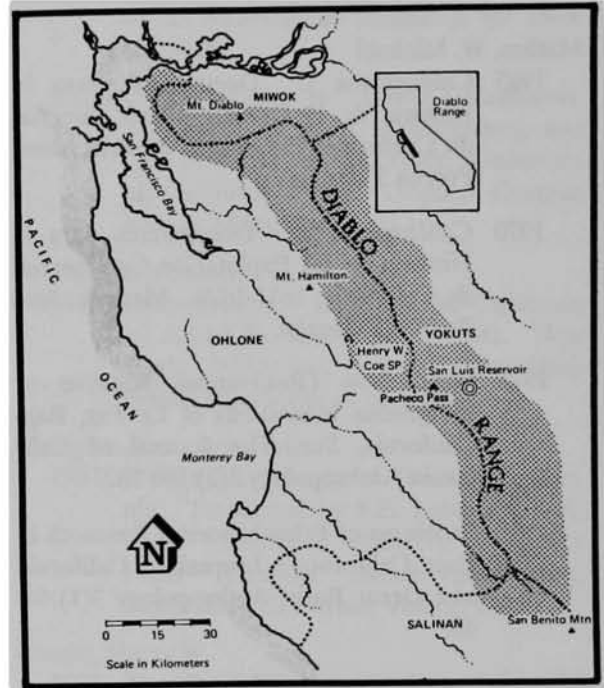 MIWOK
Mt. Diablo
Diablo
Range
San Francisco Bay
PACIFIC
OCEAN
DIABLO
RANGE
Mt. Hamilton
OHLONE
YOKUTS
Henry W.
Coe SP
San Luis Reservoir
Pacheco Pass
Monterey Bay
N
SALINAN
San Benito Mtn
0 15 30
Scale in Kilometers